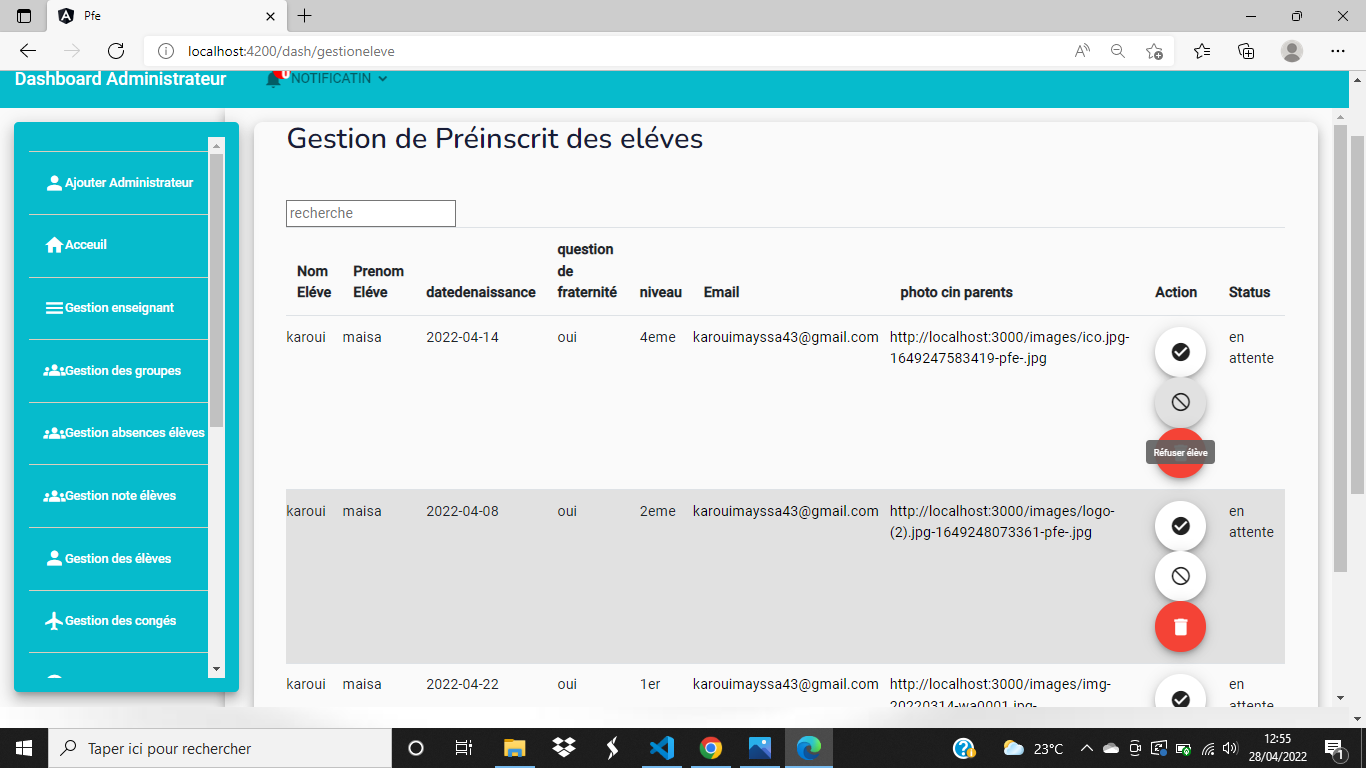 Pfe
localhost:4200/dash/gestioneleve
Dashboard Administrateur
0
NOTIFICATIN
Ajouter Administrateur
Acceuil
Gestion enseignant
Gestion des groupes
Gestion absences élèves
Gestion note élèves
Gestion des élèves
Gestion des congés
Gestion de Préinscrit des eléves
recherche
Nom Eléve
Prenom Eléve
datedenaissance
question de fraternité
niveau
Email
photo cin parents
Action
Status
karoui maisa 2022-04-14 oui 4eme karouimayssa43@gmail.com http://localhost:3000/images/ico.jpg- en
1649247583419-pfe-.jpg attente
Réfuser élève
karoui maisa 2022-04-08 oui 2eme karouimayssa43@gmail.com http://localhost:3000/images/logo- en
(2).jpg-1649248073361-pfe-.jpg attente
karoui maisa 2022-04-22 oui 1er karouimayssa43@gmail.com http://localhost:3000/images/img- en
20220314-wa0001.jpg- attente
Taper ici pour rechercher
23°C
12:55
28/04/2022
1